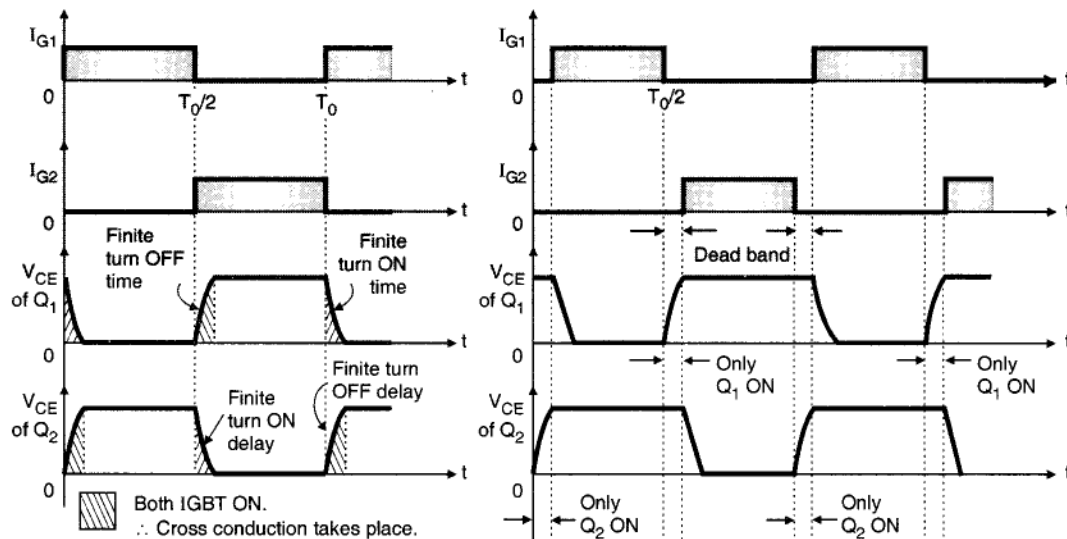 I_G1
t
0
T_0/2
T_0
I_G2
t
0
Finite
turn OFF
time
Finite
turn ON
time
V_CE
of Q_1
t
0
Finite turn
OFF delay
Finite
turn ON
delay
V_CE
of Q_2
t
0
Both IGBT ON.
∴ Cross conduction takes place.
I_G1
t
0
T_0/2
I_G2
t
0
Dead band
V_CE
of Q_1
t
0
Only
Q_1 ON
Only
Q_1 ON
V_CE
of Q_2
t
0
Only
Q_2 ON
Only
Q_2 ON